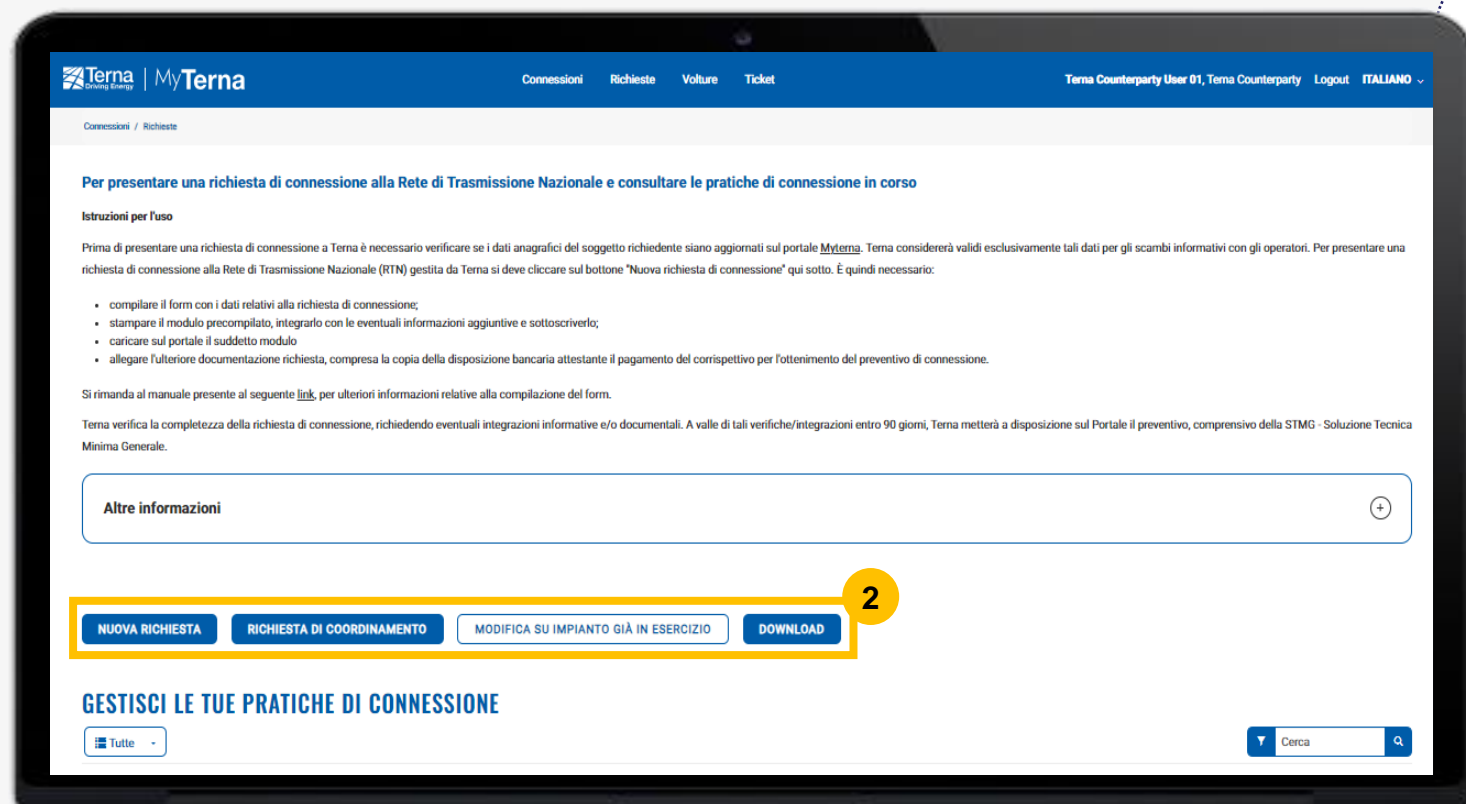 Terna | MyTerna
Driving Energy
Connessioni Richieste Volture Ticket
Terna Counterparty User 01, Terna Counterparty Logout ITALIANO
Connessioni / Richieste
Per presentare una richiesta di connessione alla Rete di Trasmissione Nazionale e consultare le pratiche di connessione in corso
Istruzioni per l'uso
Prima di presentare una richiesta di connessione a Terna è necessario verificare se i dati anagrafici del soggetto richiedente siano aggiornati sul portale Myterna. Terna considererà validi esclusivamente tali dati per gli scambi informativi con gli operatori. Per presentare una
richiesta di connessione alla Rete di Trasmissione Nazionale (RTN) gestita da Terna si deve cliccare sul bottone "Nuova richiesta di connessione" qui sotto. È quindi necessario:
• compilare il form con i dati relativi alla richiesta di connessione;
• stampare il modulo precompilato, integrarlo con le eventuali informazioni aggiuntive e sottoscriverlo;
• caricare sul portale il suddetto modulo
• allegare l'ulteriore documentazione richiesta, compresa la copia della disposizione bancaria attestante il pagamento del corrispettivo per l'ottenimento del preventivo di connessione.
Si rimanda al manuale presente al seguente link, per ulteriori informazioni relative alla compilazione del form.
Terna verifica la completezza della richiesta di connessione, richiedendo eventuali integrazioni informative e/o documentali. A valle di tali verifiche/integrazioni entro 90 giorni, Terna metterà a disposizione sul Portale il preventivo, comprensivo della STMG - Soluzione Tecnica
Minima Generale.
Altre informazioni
2
NUOVA RICHIESTA RICHIESTA DI COORDINAMENTO MODIFICA SU IMPIANTO GIÀ IN ESERCIZIO DOWNLOAD
GESTISCI LE TUE PRATICHE DI CONNESSIONE
Tutte
Cerca